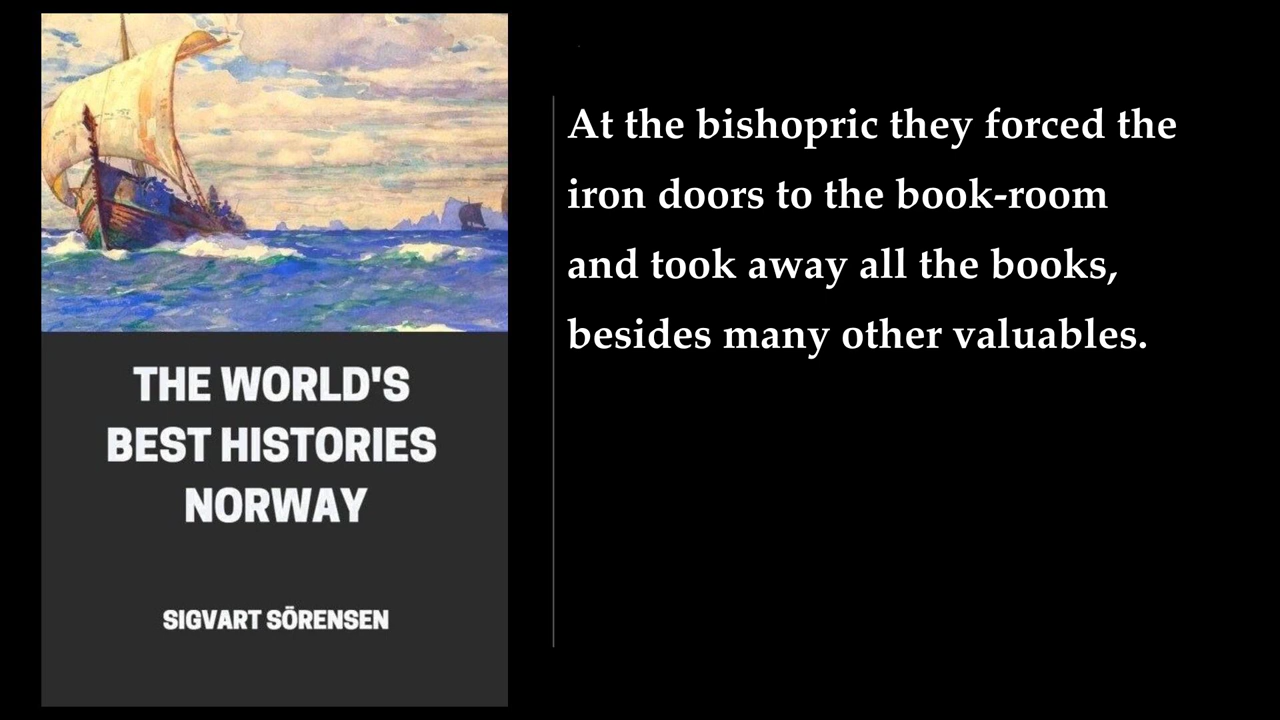 THE WORLD'S
BEST HISTORIES
NORWAY
SIGVART SÖRENSEN
At the bishopric they forced the
iron doors to the book-room
and took away all the books,
besides many other valuables.